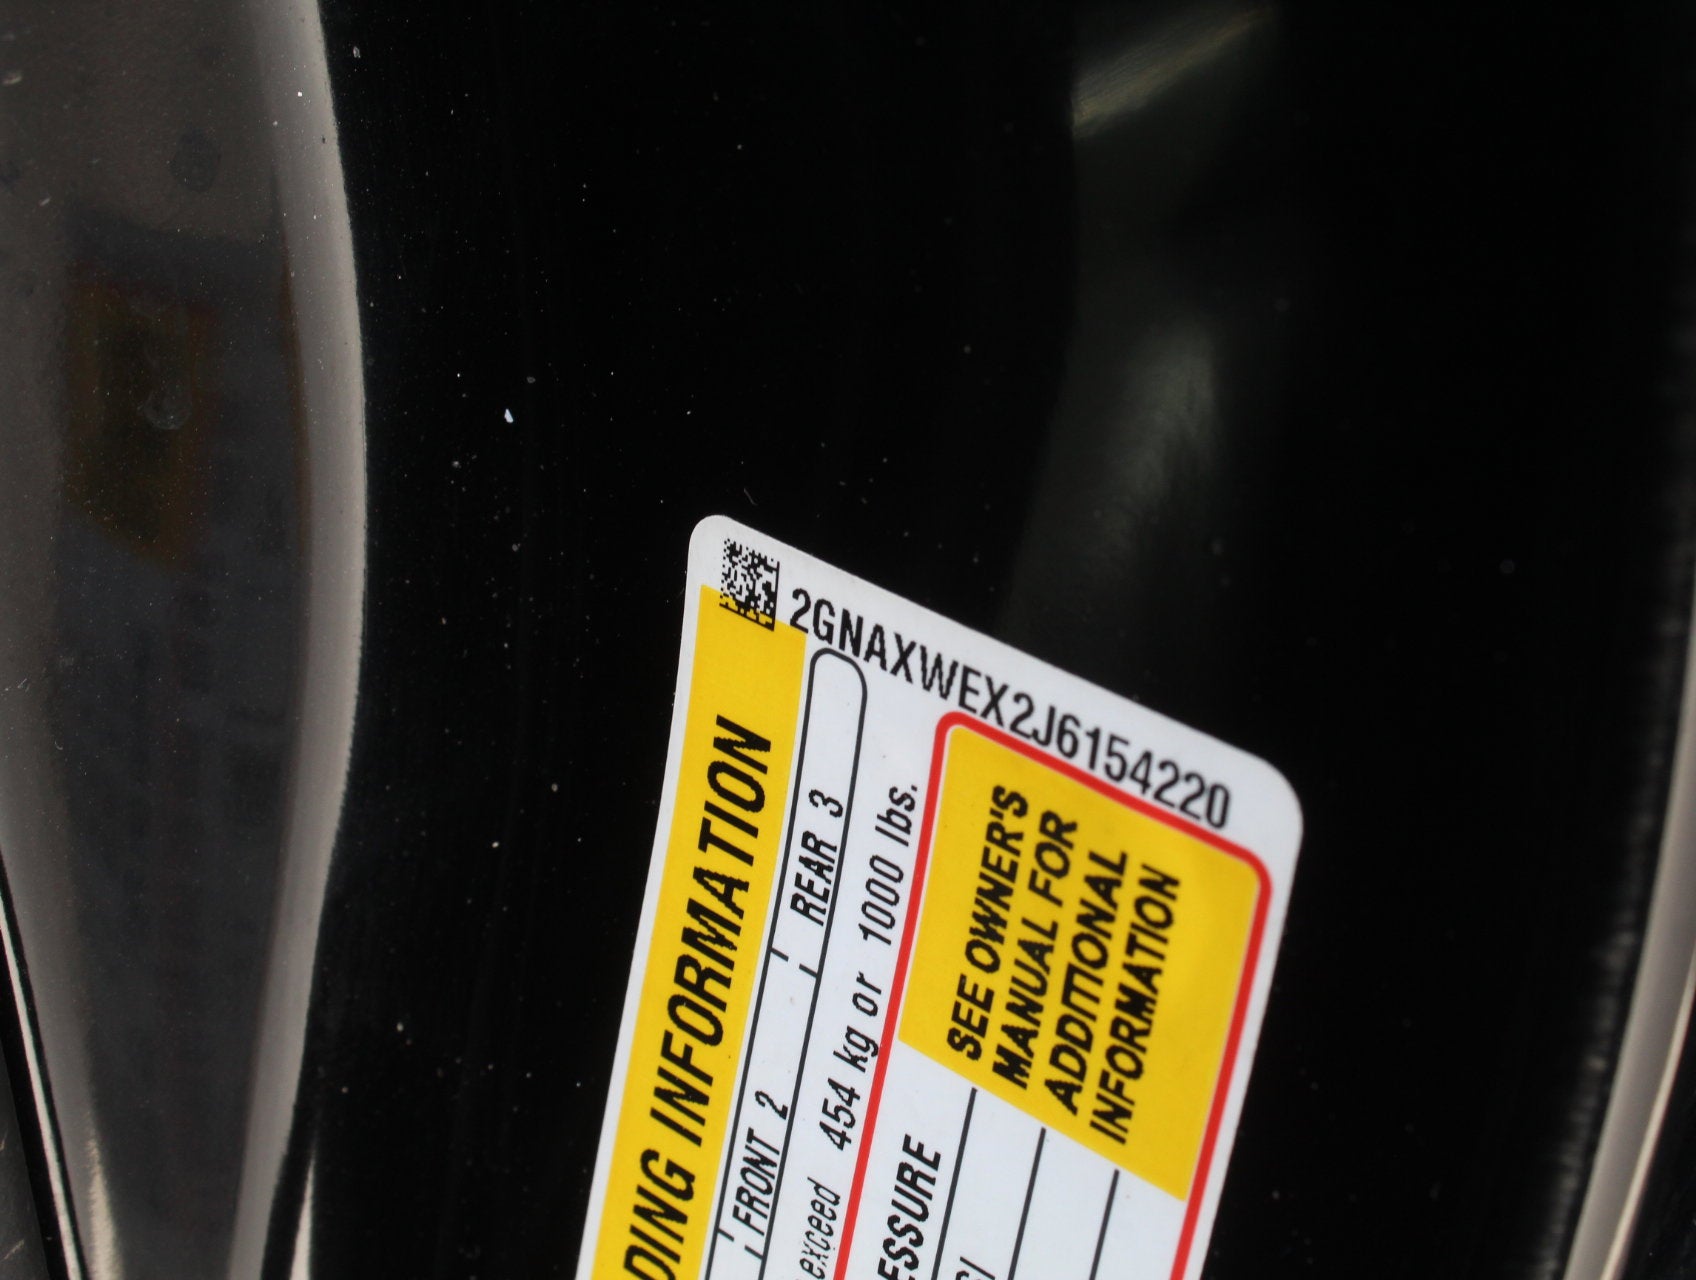 2GNAXWEX2J6154220
DING INFORMATION
FRONT 2 REAR 3
exceed 454 kg or 1000 lbs.
ESSURE
SEE OWNER'S
MANUAL FOR
ADDITIONAL
INFORMATION